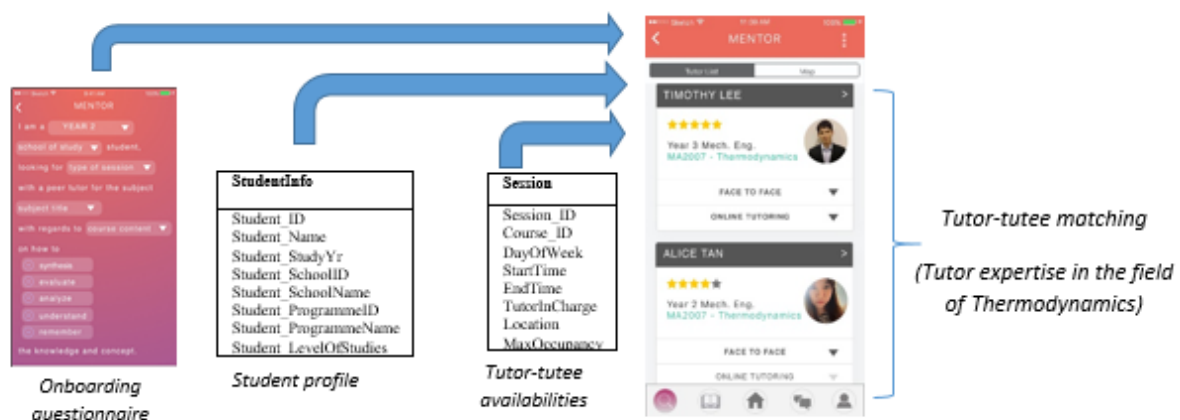 MENTOR
I am a YEAR 2
school of study student,
looking for type of session
with a peer tutor for the subject
subject title
with regards to course content
on how to
synthesis
evaluate
analyze
understand
remember
the knowledge and concept.
Onboarding
questionnaire
StudentInfo
Student_ID
Student_Name
Student_StudyYr
Student_SchoolID
Student_SchoolName
Student_ProgrammeID
Student_ProgrammeName
Student_LevelOfStudies
Student profile
Session
Session_ID
Course_ID
DayOfWeek
StartTime
EndTime
TutorInCharge
Location
MaxOccupancy
Tutor-tutee
availabilities
11:36 AM 100%
MENTOR
Tutor List Map
TIMOTHY LEE >
Year 3 Mech. Eng.
MA2007 - Thermodynamics
FACE TO FACE
ONLINE TUTORING
ALICE TAN >
Year 2 Mech. Eng.
MA2007 - Thermodynamics
FACE TO FACE
ONLINE TUTORING
Tutor-tutee matching
(Tutor expertise in the field
of Thermodynamics)